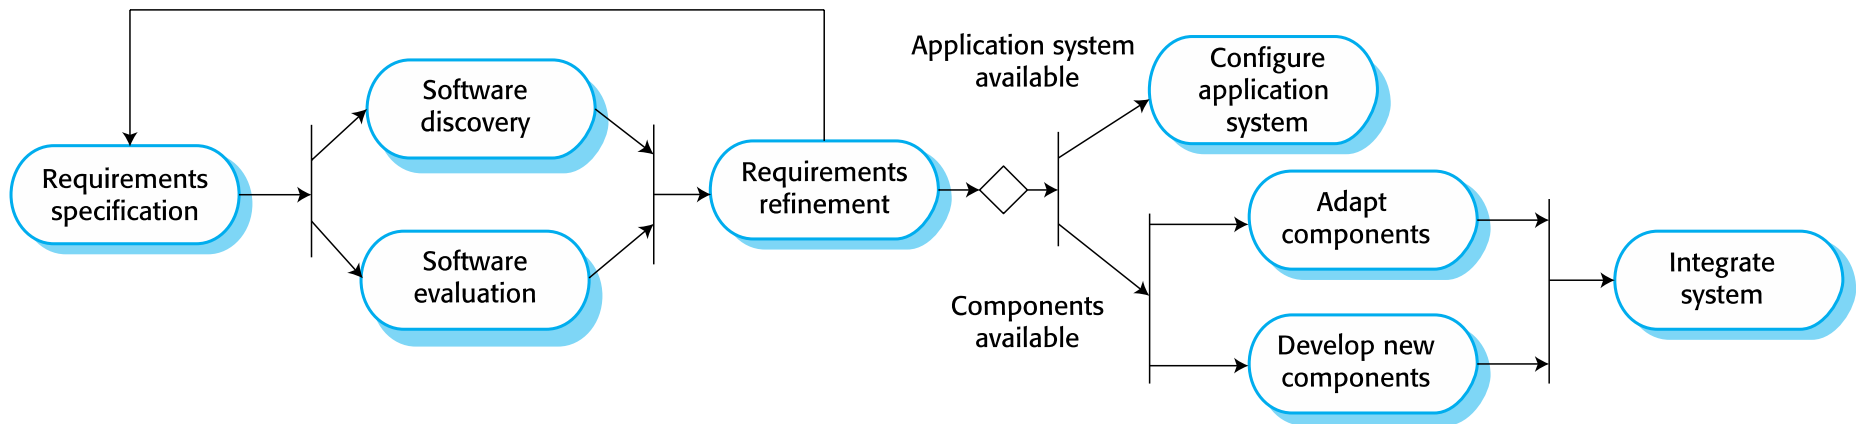 Requirements
specification
Software
discovery
Software
evaluation
Requirements
refinement
Application system
available
Configure
application
system
Components
available
Adapt
components
Develop new
components
Integrate
system